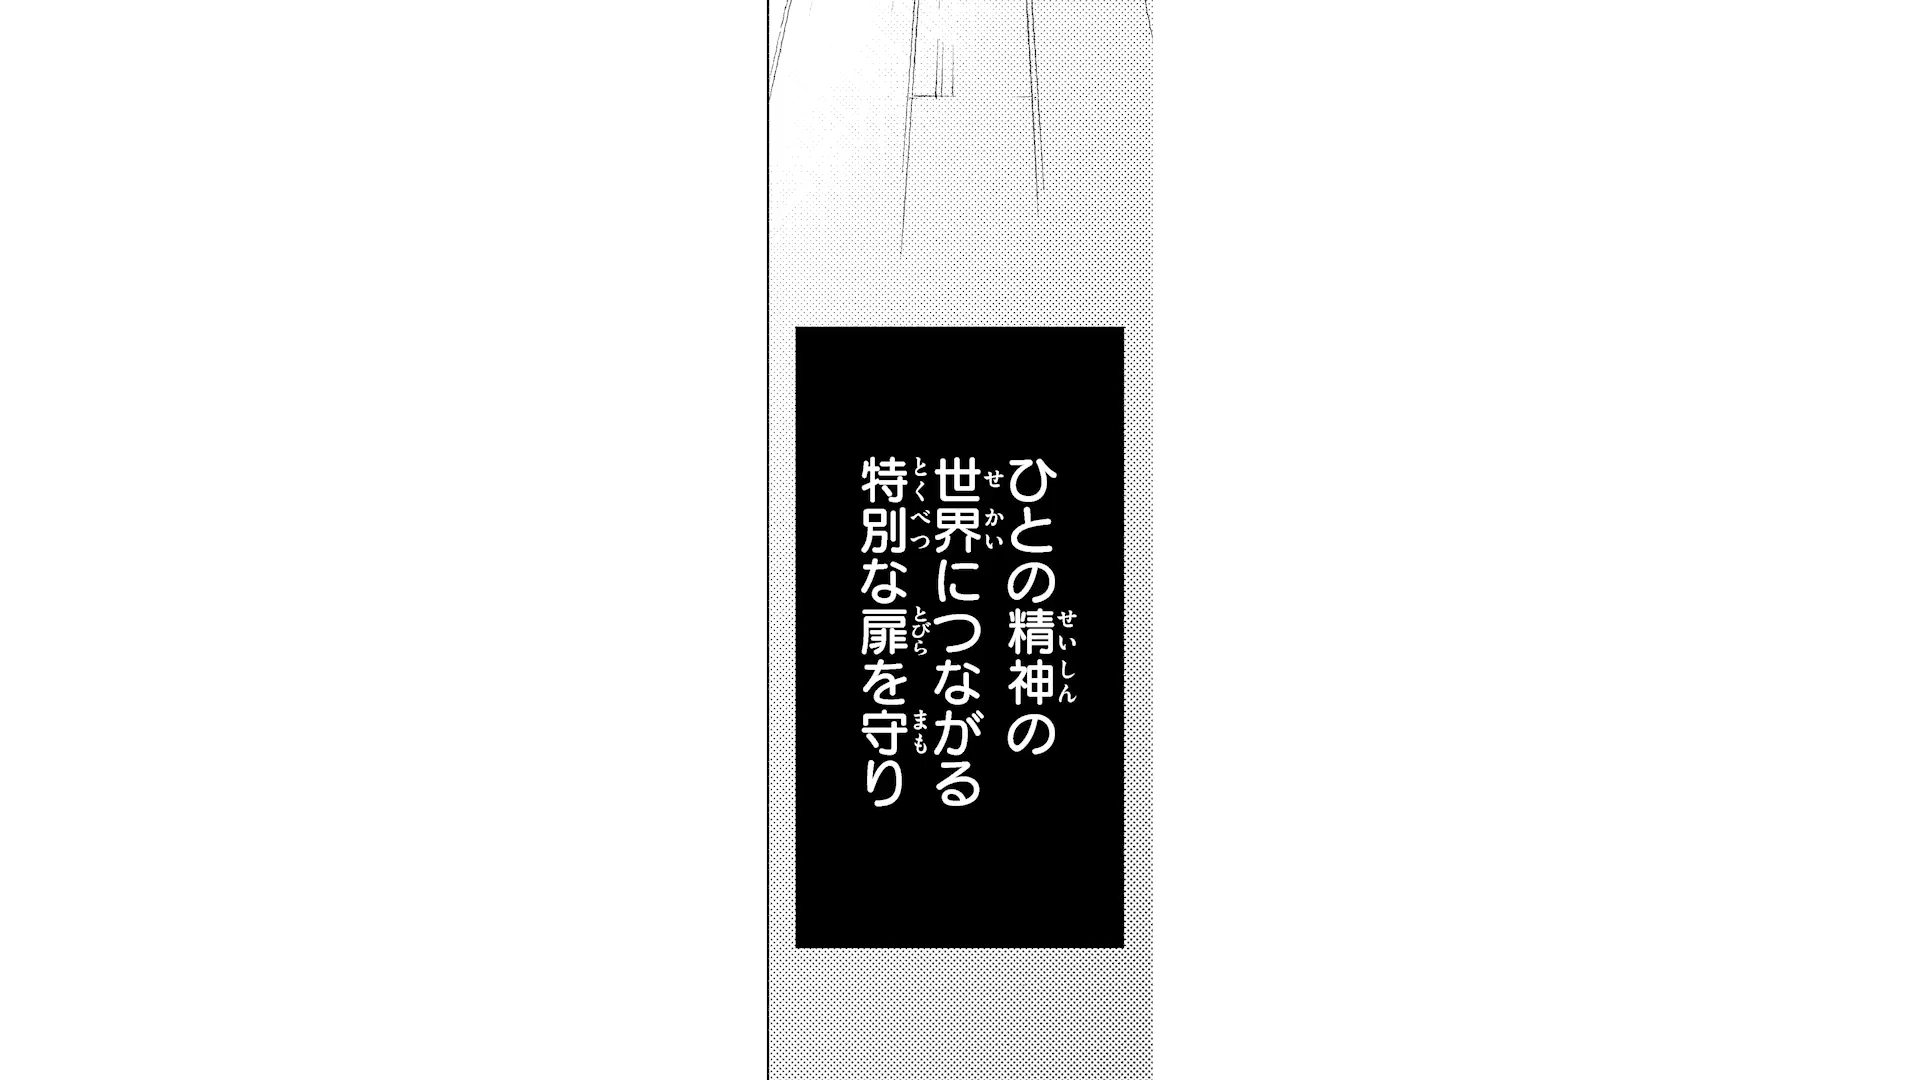 ひとの精神の
世界につながる
特別な扉を守り